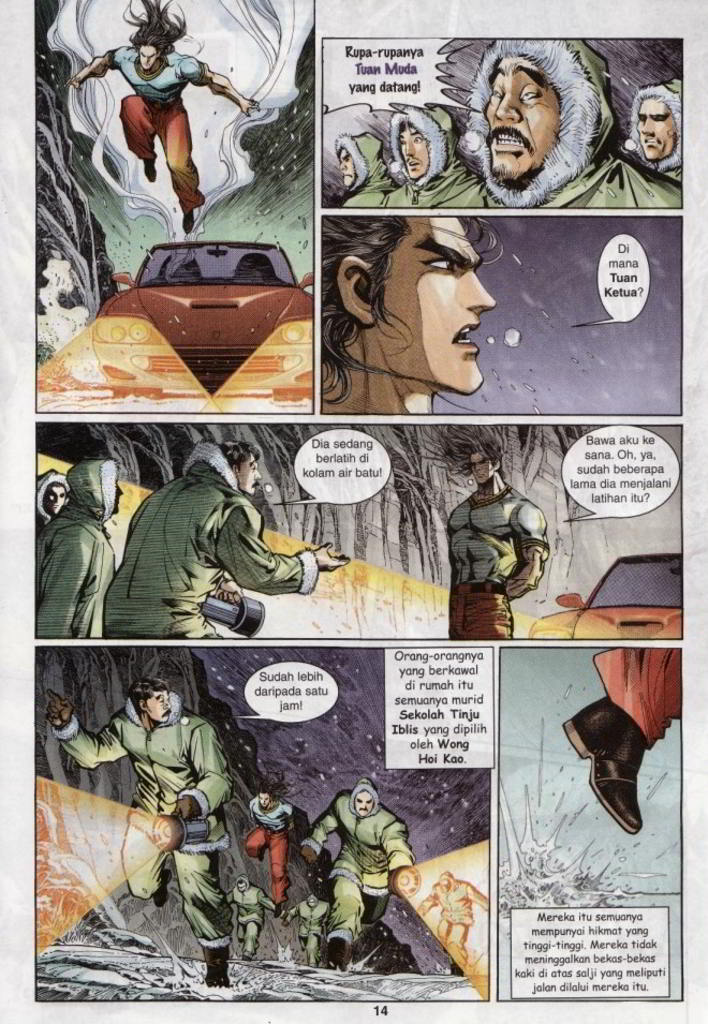 Rupa-rupanya
Tuan Muda
yang datang!
Di
mana
Tuan
Ketua?
Dia sedang
berlatih di
kolam air batu!
Bawa aku ke
sana. Oh, ya,
sudah beberapa
lama dia menjalani
latihan itu?
Sudah lebih
daripada satu
jam!
Orang-orangnya
yang berkawal
di rumah itu
semuanya murid
Sekolah Tinju
Iblis yang dipilih
oleh Wong
Hoi Kao.
Mereka itu semuanya
mempunyai hikmat yang
tinggi-tinggi. Mereka tidak
meninggalkan bekas-bekas
kaki di atas salji yang meliputi
jalan dilalui mereka itu.
14